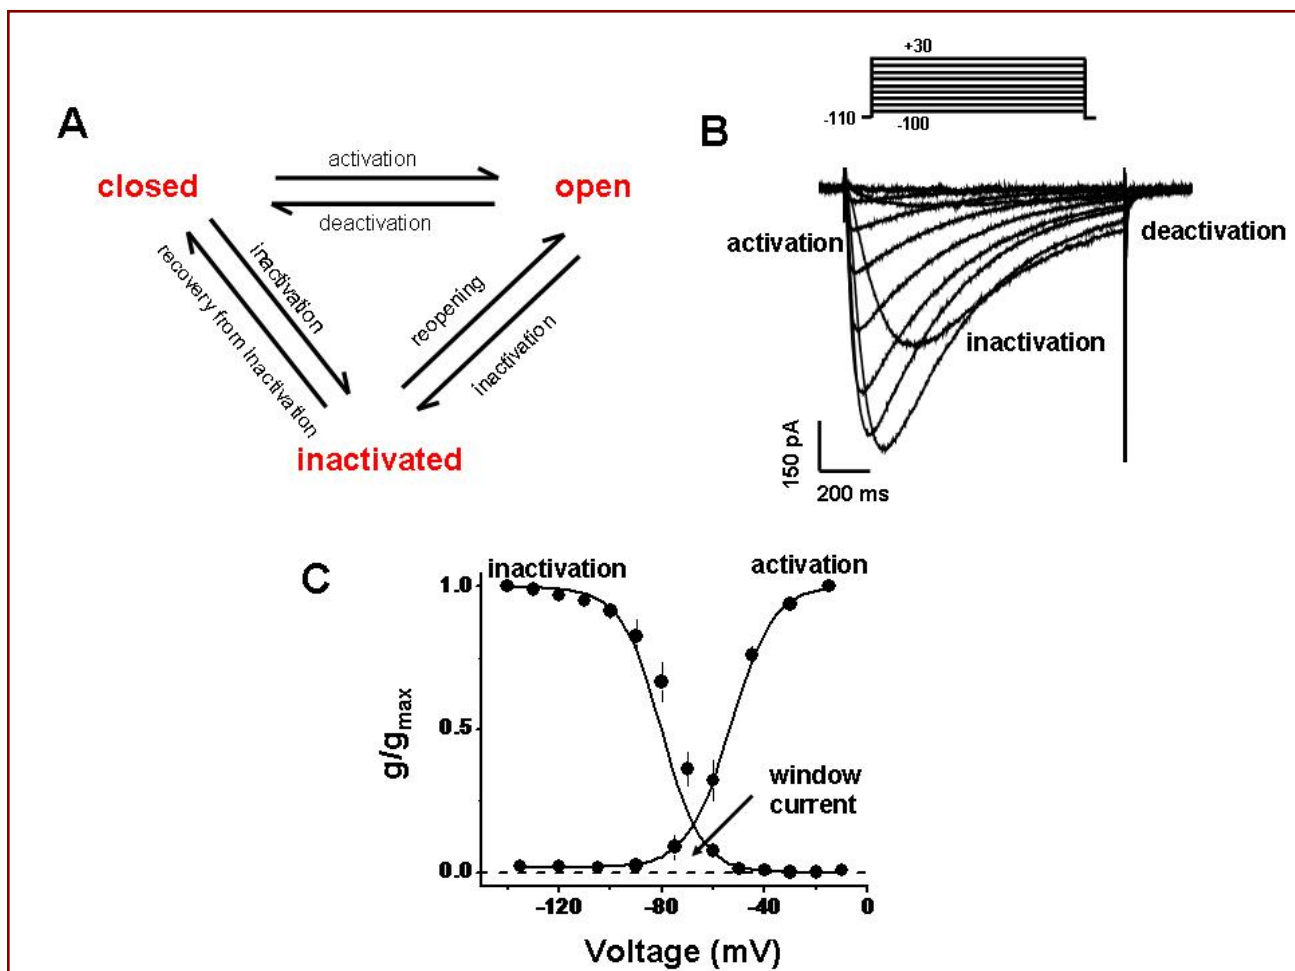 A
closed
activation
open
deactivation
inactivation
recovery from Inactivation
reopening
inactivation
inactivated
+30
-110
-100
B
activation
deactivation
inactivation
150 pA
200 ms
C
inactivation
activation
1.0
0.5
0.0
g/gmax
window
current
-120
-80
-40
0
Voltage (mV)